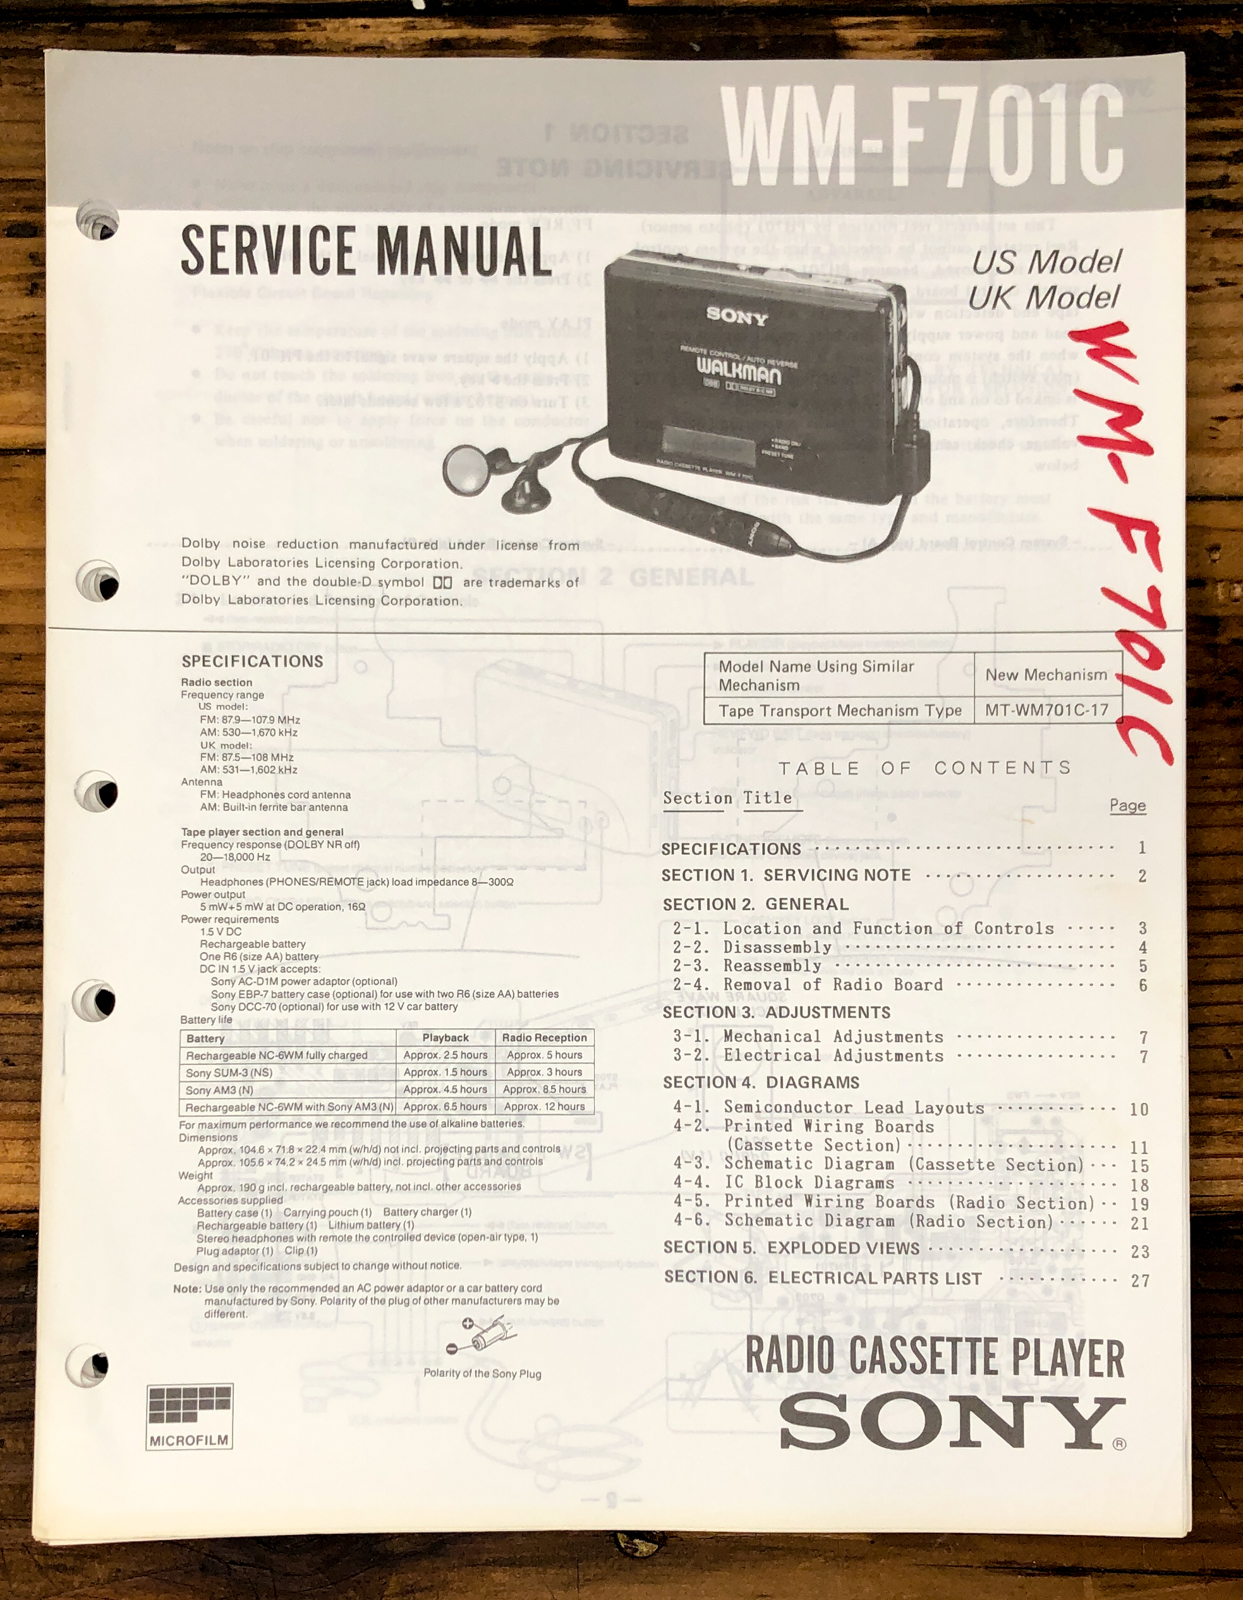 WM-F701C
SERVICE MANUAL
US Model
UK Model
WM-F701C
SONY
REMOTE CONTROL/AUTO REVERSE
WALKMAN
SONY
Dolby noise reduction manufactured under license from
Dolby Laboratories Licensing Corporation.
"DOLBY" and the double-D symbol are trademarks of
Dolby Laboratories Licensing Corporation.
SPECIFICATIONS
Radio section
Frequency range
US model:
FM: 87.9—107.9 MHz
AM: 530—1,670 kHz
UK model:
FM: 87.5—108 MHz
AM: 531—1,602 kHz
Antenna
FM: Headphones cord antenna
AM: Built-in ferrite bar antenna
Tape player section and general
Frequency response (DOLBY NR off)
20—18,000 Hz
Output
Headphones (PHONES/REMOTE jack) load impedance 8—300Ω
Power output
5 mW+5 mW at DC operation, 16Ω
Power requirements
1.5 V DC
Rechargeable battery
One R6 (size AA) battery
DC IN 1.5 V jack accepts:
Sony AC-D1M power adaptor (optional)
Sony EBP-7 battery case (optional) for use with two R6 (size AA) batteries
Sony DCC-70 (optional) for use with 12 V car battery
Battery life
Battery Playback Radio Reception
Rechargeable NC-6WM fully charged Approx. 2.5 hours Approx. 5 hours
Sony SUM-3 (NS) Approx. 1.5 hours Approx. 3 hours
Sony AM3 (N) Approx. 4.5 hours Approx. 8.5 hours
Rechargeable NC-6WM with Sony AM3 (N) Approx. 6.5 hours Approx. 12 hours
For maximum performance we recommend the use of alkaline batteries.
Dimensions
Approx. 104.6 × 71.8 × 22.4 mm (w/h/d) not incl. projecting parts and controls
Approx. 105.6 × 74.2 × 24.5 mm (w/h/d) incl. projecting parts and controls
Weight
Approx. 190 g incl. rechargeable battery, not incl. other accessories
Accessories supplied
Battery case (1) Carrying pouch (1) Battery charger (1)
Rechargeable battery (1) Lithium battery (1)
Stereo headphones with remote the controlled device (open-air type, 1)
Plug adaptor (1) Clip (1)
Design and specifications subject to change without notice.
Note: Use only the recommended an AC power adaptor or a car battery cord
manufactured by Sony. Polarity of the plug of other manufacturers may be
different.
Polarity of the Sony Plug
MICROFILM
Model Name Using Similar
Mechanism New Mechanism
Tape Transport Mechanism Type MT-WM701C-17
TABLE OF CONTENTS
Section Title Page
SPECIFICATIONS 1
SECTION 1. SERVICING NOTE 2
SECTION 2. GENERAL
2-1. Location and Function of Controls 3
2-2. Disassembly 4
2-3. Reassembly 5
2-4. Removal of Radio Board 6
SECTION 3. ADJUSTMENTS
3-1. Mechanical Adjustments 7
3-2. Electrical Adjustments 7
SECTION 4. DIAGRAMS
4-1. Semiconductor Lead Layouts 10
4-2. Printed Wiring Boards
(Cassette Section) 11
4-3. Schematic Diagram (Cassette Section) 15
4-4. IC Block Diagrams 18
4-5. Printed Wiring Boards (Radio Section) 19
4-6. Schematic Diagram (Radio Section) 21
SECTION 5. EXPLODED VIEWS 23
SECTION 6. ELECTRICAL PARTS LIST 27
RADIO CASSETTE PLAYER
SONY®